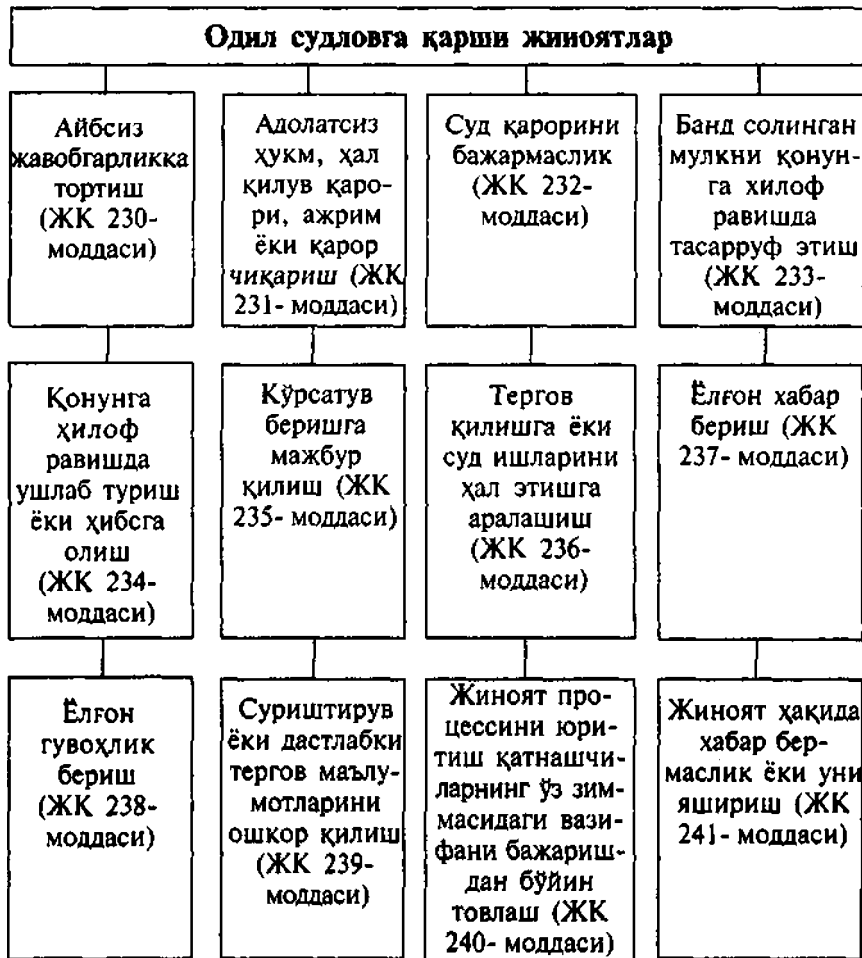 Одил судловга қарши жиноятлар
Айбсиз
жавобгарликка
тортиш
(ЖК 230-
моддаси)
Адолатсиз
ҳукм, ҳал
қилув қаро-
ри, ажрим
ёки қарор
чиқариш (ЖК
231- моддаси)
Суд қарорини
бажармаслик
(ЖК 232-
моддаси)
Банд солинган
мулкни қонун-
га хилоф
равишда
тасарруф этиш
(ЖК 233-
моддаси)
Қонунга
ҳилоф
равишда
ушлаб туриш
ёки ҳибсга
олиш
(ЖК 234-
моддаси)
Кўрсатув
беришга
мажбур
қилиш (ЖК
235- моддаси)
Тергов
қилишга ёки
суд ишларини
ҳал этишга
аралашиш
(ЖК 236-
моддаси)
Ёлғон хабар
бериш (ЖК
237- моддаси)
Ёлғон
гувоҳлик
бериш
(ЖК 238-
моддаси)
Суриштирув
ёки дастлабки
тергов маълу-
мотларини
ошкор қилиш
(ЖК 239-
моддаси)
Жиноят про-
цессини юри-
тиш қатнашчи-
ларнинг ўз зим-
масидаги вази-
фани бажариш-
дан бўйин
товлаш (ЖК
240- моддаси)
Жиноят ҳақида
хабар бер-
маслик ёки уни
яшириш (ЖК
241- моддаси)